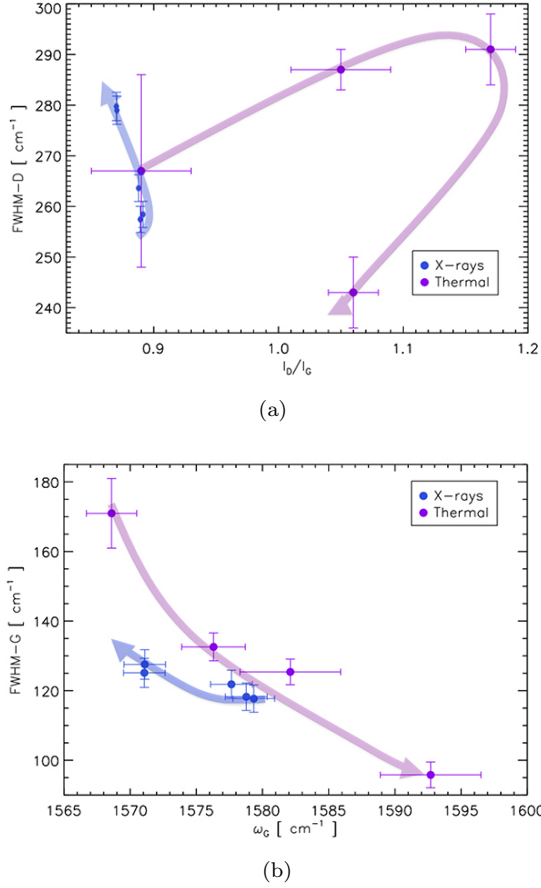 300
290
280
270
260
250
240
FWHM-D [ cm⁻¹ ]
X-rays
Thermal
0.9 1.0 1.1 1.2
I_D/I_G
(a)
180
160
140
120
100
FWHM-G [ cm⁻¹ ]
X-rays
Thermal
1565 1570 1575 1580 1585 1590 1595 1600
ω_G [ cm⁻¹ ]
(b)